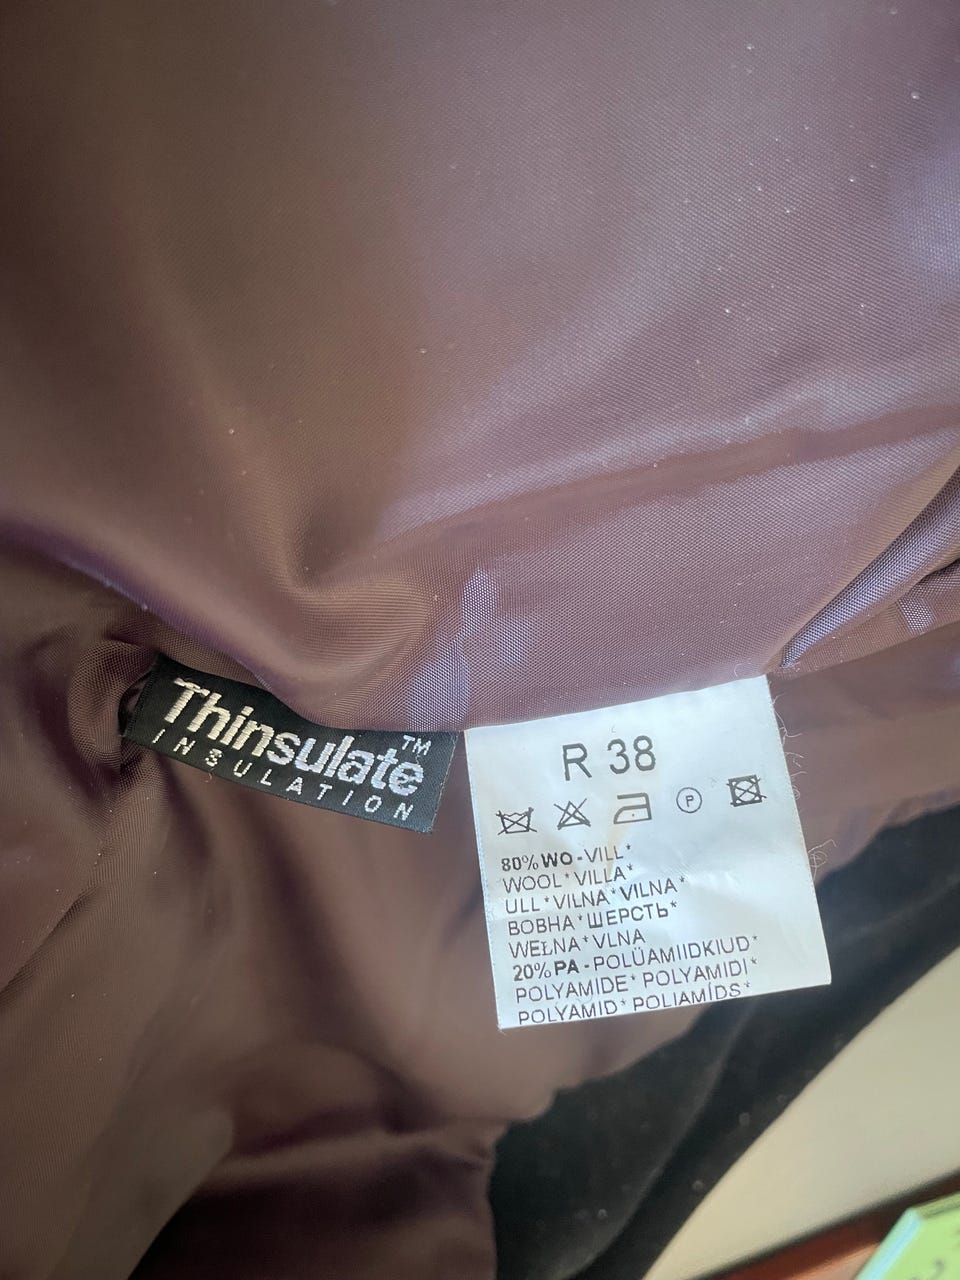 Thinsulate™
INSULATION
R 38
P
80% WO - VILL*
WOOL* VILLA*
ULL* VILNA* VILNA*
ВОВНА* ШЕРСТЬ*
WEŁNA* VLNA
20% PA - POLÜAMIIDKIUD*
POLYAMIDE* POLYAMIDI*
POLYAMID* POLIAMĪDS*